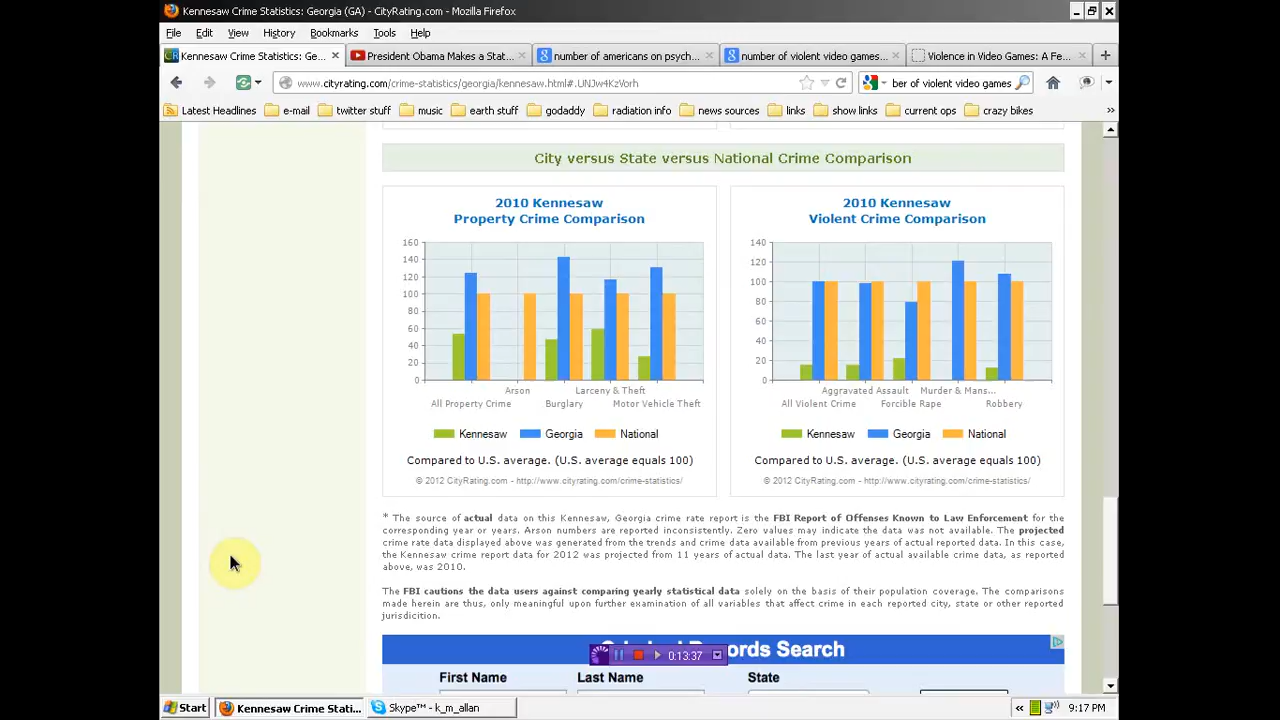 Kennesaw Crime Statistics: Georgia (GA) - CityRating.com - Mozilla Firefox
File Edit View History Bookmarks Tools Help
Kennesaw Crime Statistics: Ge...
President Obama Makes a Stat...
number of americans on psych...
number of violent video games...
Violence in Video Games: A Fe...
www.cityrating.com/crime-statistics/georgia/kennesaw.html#.UNJw4KzVorh
ber of violent video games
Latest Headlines e-mail twitter stuff music earth stuff godaddy radiation info news sources links show links current ops crazy bikes
City versus State versus National Crime Comparison
2010 Kennesaw
Property Crime Comparison
160
140
120
100
80
60
40
20
0
Arson Larceny & Theft
All Property Crime Burglary Motor Vehicle Theft
Kennesaw Georgia National
Compared to U.S. average. (U.S. average equals 100)
© 2012 CityRating.com - http://www.cityrating.com/crime-statistics/
2010 Kennesaw
Violent Crime Comparison
140
120
100
80
60
40
20
0
Aggravated Assault Murder & Mans...
All Violent Crime Forcible Rape Robbery
Kennesaw Georgia National
Compared to U.S. average. (U.S. average equals 100)
© 2012 CityRating.com - http://www.cityrating.com/crime-statistics/
* The source of actual data on this Kennesaw, Georgia crime rate report is the FBI Report of Offenses Known to Law Enforcement for the
corresponding year or years. Arson numbers are reported inconsistently. Zero values may indicate the data was not available. The projected
crime rate data displayed above was generated from the trends and crime data available from previous years of actual reported data. In this case,
the Kennesaw crime report data for 2012 was projected from 11 years of actual data. The last year of actual available crime data, as reported
above, was 2010.
The FBI cautions the data users against comparing yearly statistical data solely on the basis of their population coverage. The comparisons
made herein are thus, only meaningful upon further examination of all variables that affect crime in each reported city, state or other reported
jurisdiction.
Records Search
0:13:37
First Name Last Name State
Start Kennesaw Crime Stati... Skype™ - k_m_allan 9:17 PM